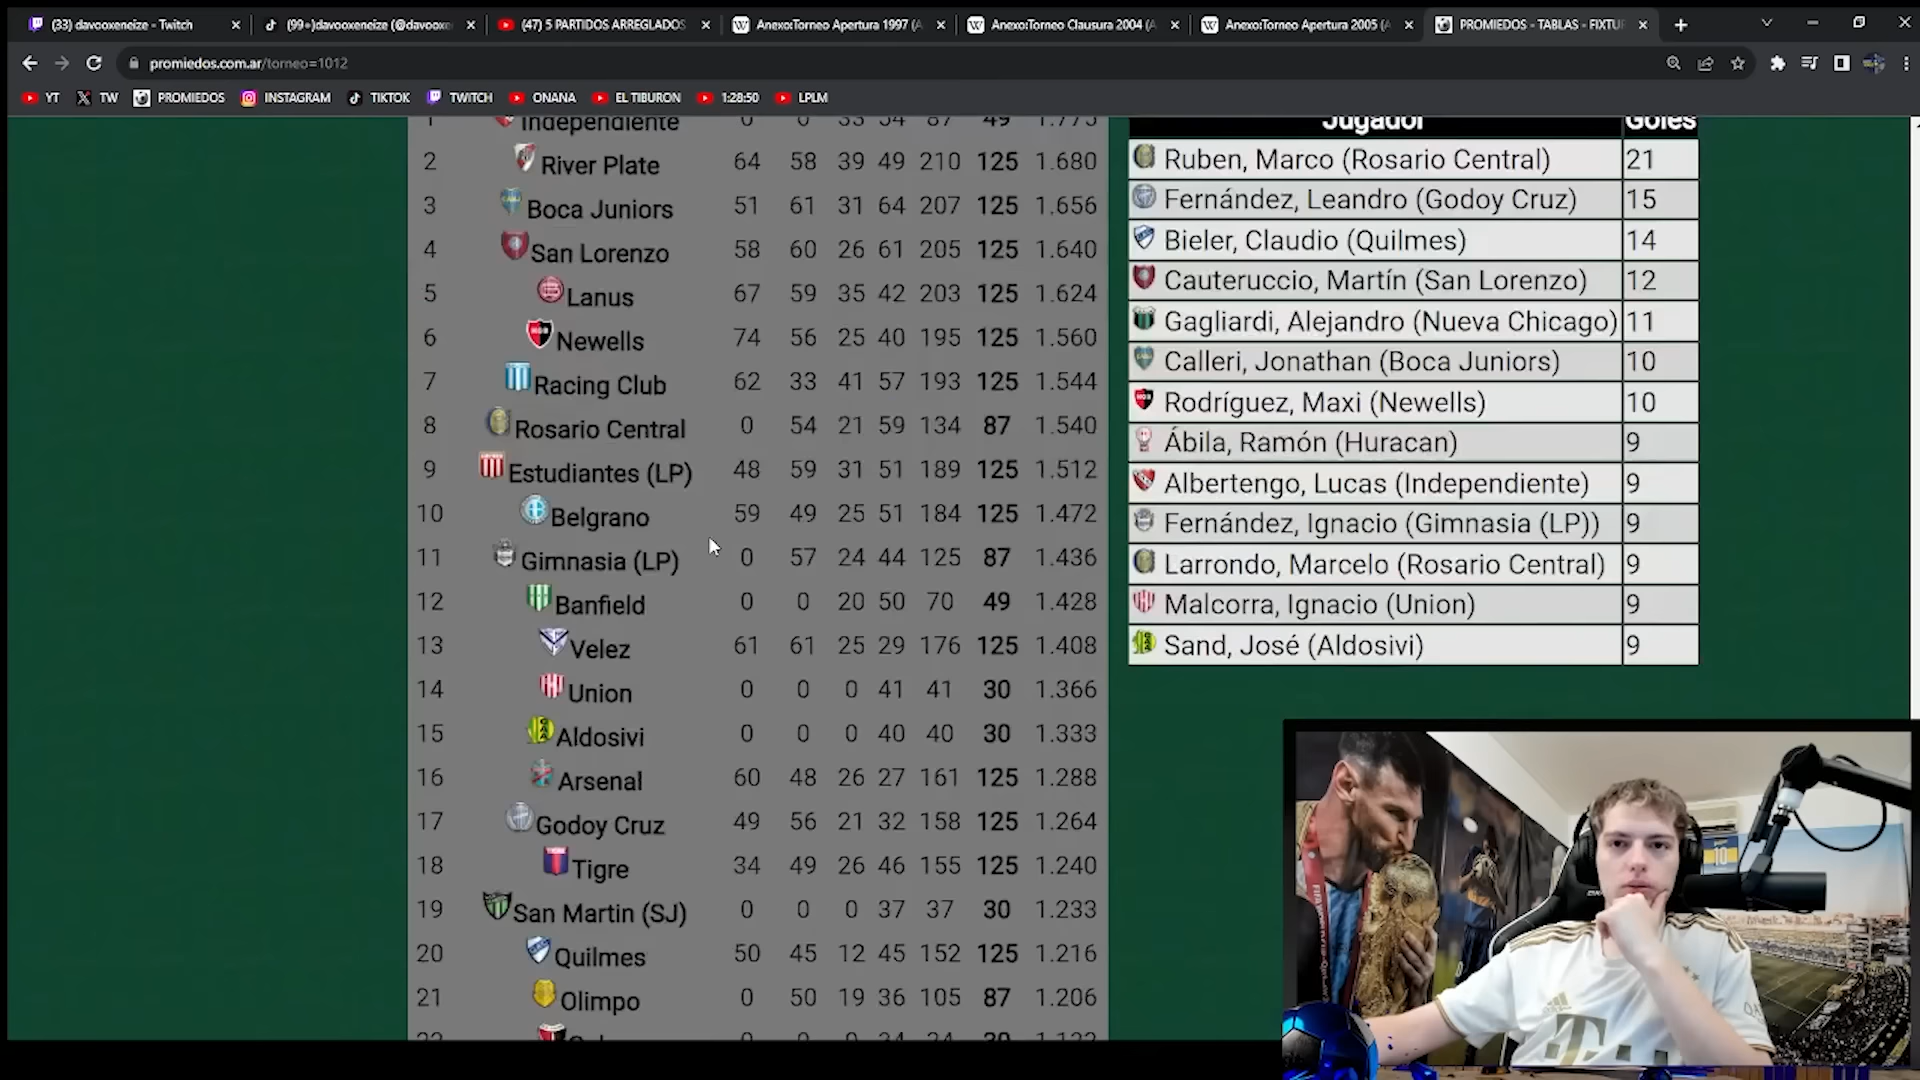 (33) davooxeneize - Twitch
(99+)davooxeneize (@davooxe
(47) 5 PARTIDOS ARREGLADOS
Anexo:Torneo Apertura 1997 (A
Anexo:Torneo Clausura 2004 (A
Anexo:Torneo Apertura 2005 (A
PROMIEDOS - TABLAS - FIXTU
promiedos.com.ar/torneo=1012
YT TW PROMIEDOS INSTAGRAM TIKTOK TWITCH ONANA EL TIBURON 1:28:50 LPLM
1 Independiente 0 0 33 54 87 49 1.775
2 River Plate 64 58 39 49 210 125 1.680
3 Boca Juniors 51 61 31 64 207 125 1.656
4 San Lorenzo 58 60 26 61 205 125 1.640
5 Lanus 67 59 35 42 203 125 1.624
6 Newells 74 56 25 40 195 125 1.560
7 Racing Club 62 33 41 57 193 125 1.544
8 Rosario Central 0 54 21 59 134 87 1.540
9 Estudiantes (LP) 48 59 31 51 189 125 1.512
10 Belgrano 59 49 25 51 184 125 1.472
11 Gimnasia (LP) 0 57 24 44 125 87 1.436
12 Banfield 0 0 20 50 70 49 1.428
13 Velez 61 61 25 29 176 125 1.408
14 Union 0 0 0 41 41 30 1.366
15 Aldosivi 0 0 0 40 40 30 1.333
16 Arsenal 60 48 26 27 161 125 1.288
17 Godoy Cruz 49 56 21 32 158 125 1.264
18 Tigre 34 49 26 46 155 125 1.240
19 San Martin (SJ) 0 0 0 37 37 30 1.233
20 Quilmes 50 45 12 45 152 125 1.216
21 Olimpo 0 50 19 36 105 87 1.206
Jugador Goles
Ruben, Marco (Rosario Central) 21
Fernández, Leandro (Godoy Cruz) 15
Bieler, Claudio (Quilmes) 14
Cauteruccio, Martín (San Lorenzo) 12
Gagliardi, Alejandro (Nueva Chicago) 11
Calleri, Jonathan (Boca Juniors) 10
Rodríguez, Maxi (Newells) 10
Ábila, Ramón (Huracan) 9
Albertengo, Lucas (Independiente) 9
Fernández, Ignacio (Gimnasia (LP)) 9
Larrondo, Marcelo (Rosario Central) 9
Malcorra, Ignacio (Union) 9
Sand, José (Aldosivi) 9
10